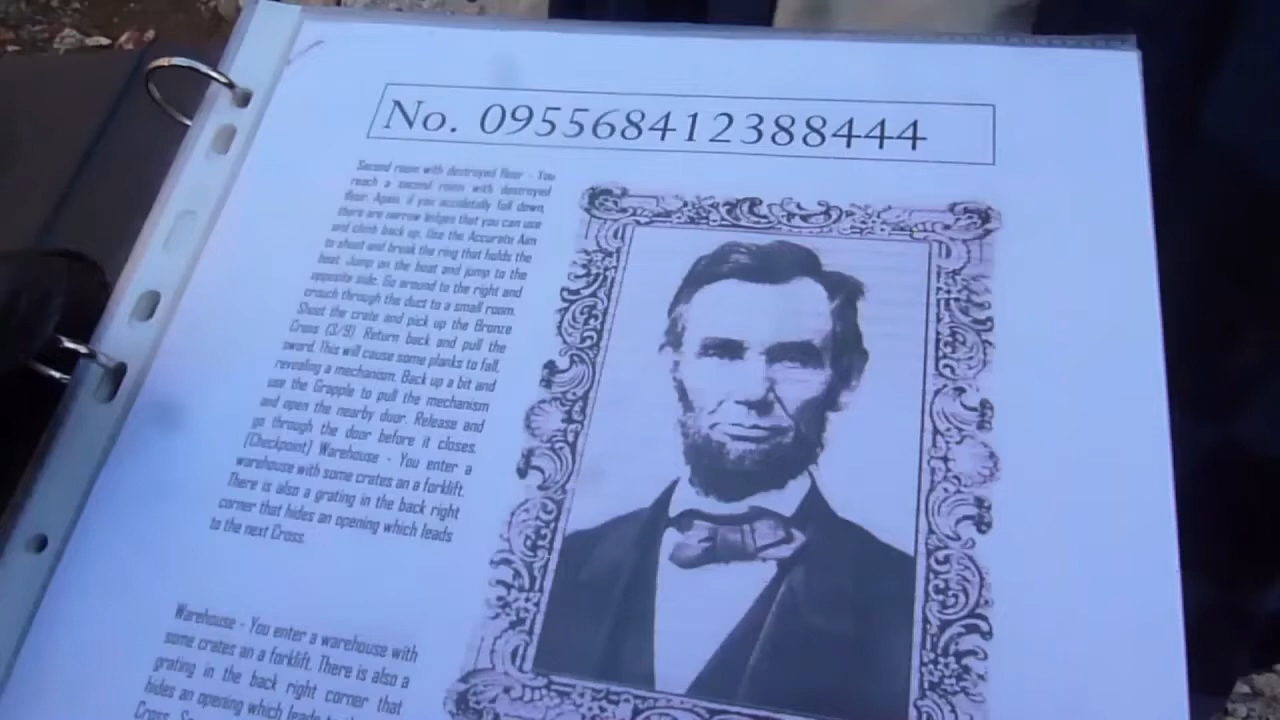 No. 095568412388444
Second room with destroyed floor - You
reach a second room with destroyed
floor. Again, if you accidetally fall down,
there are narrow ledges that you can use
and climb back up. Use the Accurate Aim
to shoot and break the ring that holds the
boat. Jump on the boat and jump to the
opposite side. Go around to the right and
crouch through the duct to a small room.
Shoot the crate and pick up the Bronze
Cross (3/9). Return back and pull the
sword. This will cause some planks to fall,
revealing a mechanism. Back up a bit and
use the Grapple to pull the mechanism
and open the nearby door. Release and
go through the door before it closes.
[Checkpoint] Warehouse - You enter a
warehouse with some crates an a forklift.
There is also a grating in the back right
corner that hides an opening which leads
to the next Cross.
Warehouse - You enter a warehouse with
some crates an a forklift. There is also a
grating in the back right corner that
hides an opening which leads to
Cross.